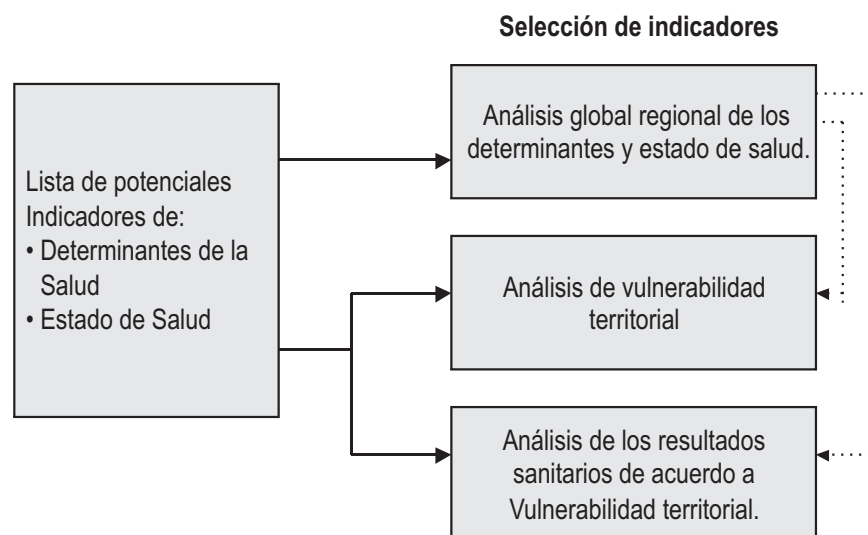 Selección de indicadores
Lista de potenciales
Indicadores de:
• Determinantes de la
Salud
• Estado de Salud
Análisis global regional de los
determinantes y estado de salud.
Análisis de vulnerabilidad
territorial
Análisis de los resultados
sanitarios de acuerdo a
Vulnerabilidad territorial.